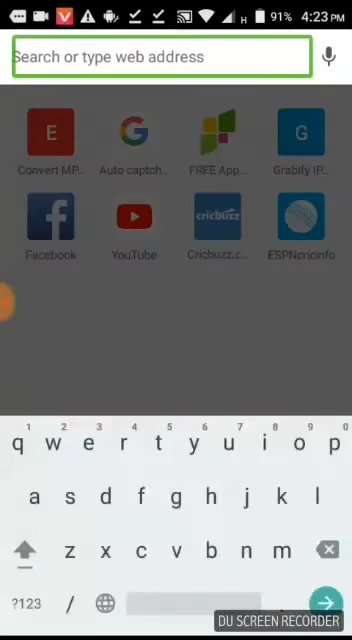 H 91% 4:23 PM
Search or type web address
E G G
Convert MP... Auto captch... FREE App... Grabify IP...
f cricbuzz
Facebook YouTube Cricbuzz.c... ESPNcricinfo
1 2 3 4 5 6 7 8 9 0
q w e r t y u i o p
a s d f g h j k l
z x c v b n m
?123 / .
DU SCREEN RECORDER